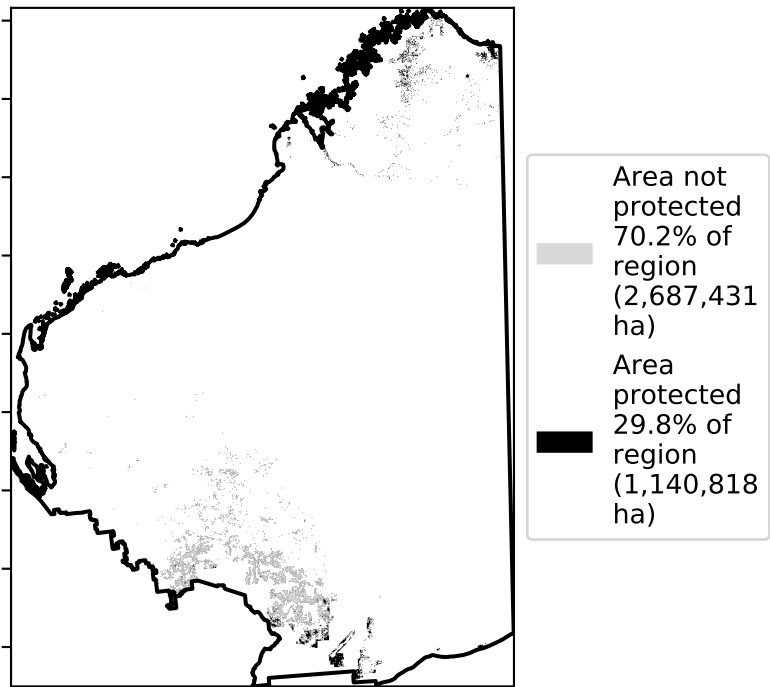 Area not
protected
70.2% of
region
(2,687,431
ha)
Area
protected
29.8% of
region
(1,140,818
ha)